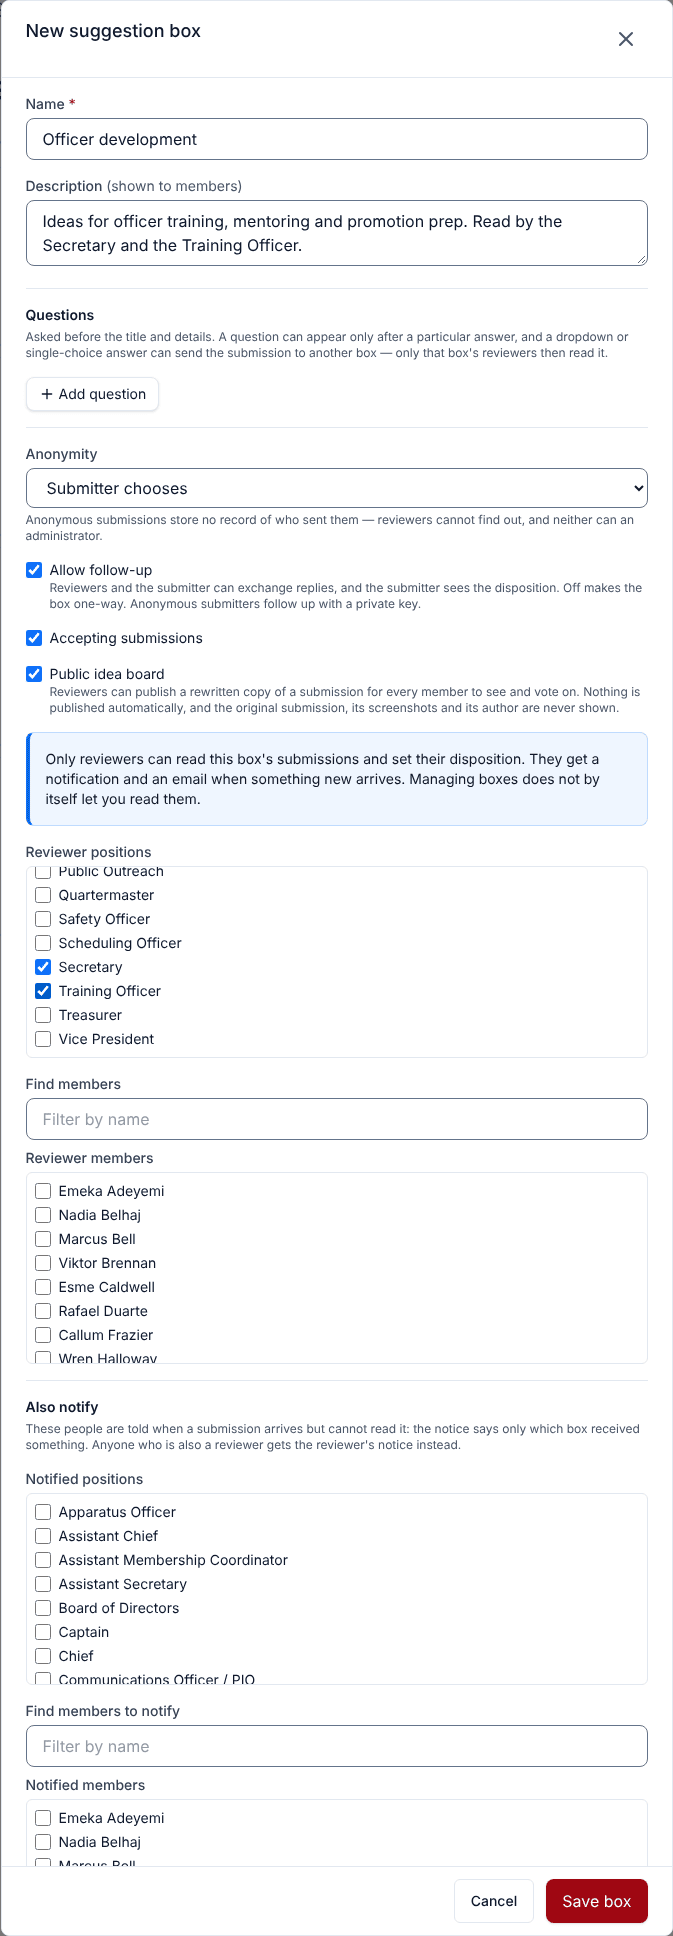 New suggestion box
Name *
Officer development
Description (shown to members)
Ideas for officer training, mentoring and promotion prep. Read by the
Secretary and the Training Officer.
Questions
Asked before the title and details. A question can appear only after a particular answer, and a dropdown or
single-choice answer can send the submission to another box — only that box's reviewers then read it.
+ Add question
Anonymity
Submitter chooses
Anonymous submissions store no record of who sent them — reviewers cannot find out, and neither can an
administrator.
Allow follow-up
Reviewers and the submitter can exchange replies, and the submitter sees the disposition. Off makes the
box one-way. Anonymous submitters follow up with a private key.
Accepting submissions
Public idea board
Reviewers can publish a rewritten copy of a submission for every member to see and vote on. Nothing is
published automatically, and the original submission, its screenshots and its author are never shown.
Only reviewers can read this box's submissions and set their disposition. They get a
notification and an email when something new arrives. Managing boxes does not by
itself let you read them.
Reviewer positions
Public Outreach
Quartermaster
Safety Officer
Scheduling Officer
Secretary
Training Officer
Treasurer
Vice President
Find members
Filter by name
Reviewer members
Emeka Adeyemi
Nadia Belhaj
Marcus Bell
Viktor Brennan
Esme Caldwell
Rafael Duarte
Callum Frazier
Wren Halloway
Also notify
These people are told when a submission arrives but cannot read it: the notice says only which box received
something. Anyone who is also a reviewer gets the reviewer's notice instead.
Notified positions
Apparatus Officer
Assistant Chief
Assistant Membership Coordinator
Assistant Secretary
Board of Directors
Captain
Chief
Communications Officer / PIO
Find members to notify
Filter by name
Notified members
Emeka Adeyemi
Nadia Belhaj
Marcus Bell
Cancel
Save box